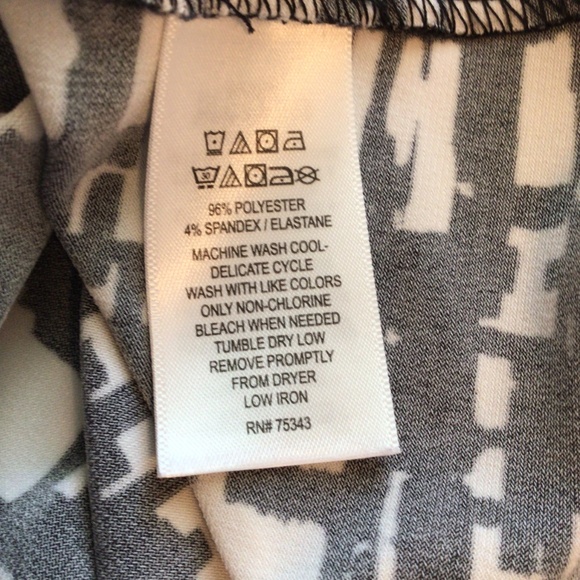 30
96% POLYESTER
4% SPANDEX / ELASTANE
MACHINE WASH COOL-
DELICATE CYCLE
WASH WITH LIKE COLORS
ONLY NON-CHLORINE
BLEACH WHEN NEEDED
TUMBLE DRY LOW
REMOVE PROMPTLY
FROM DRYER
LOW IRON
RN# 75343